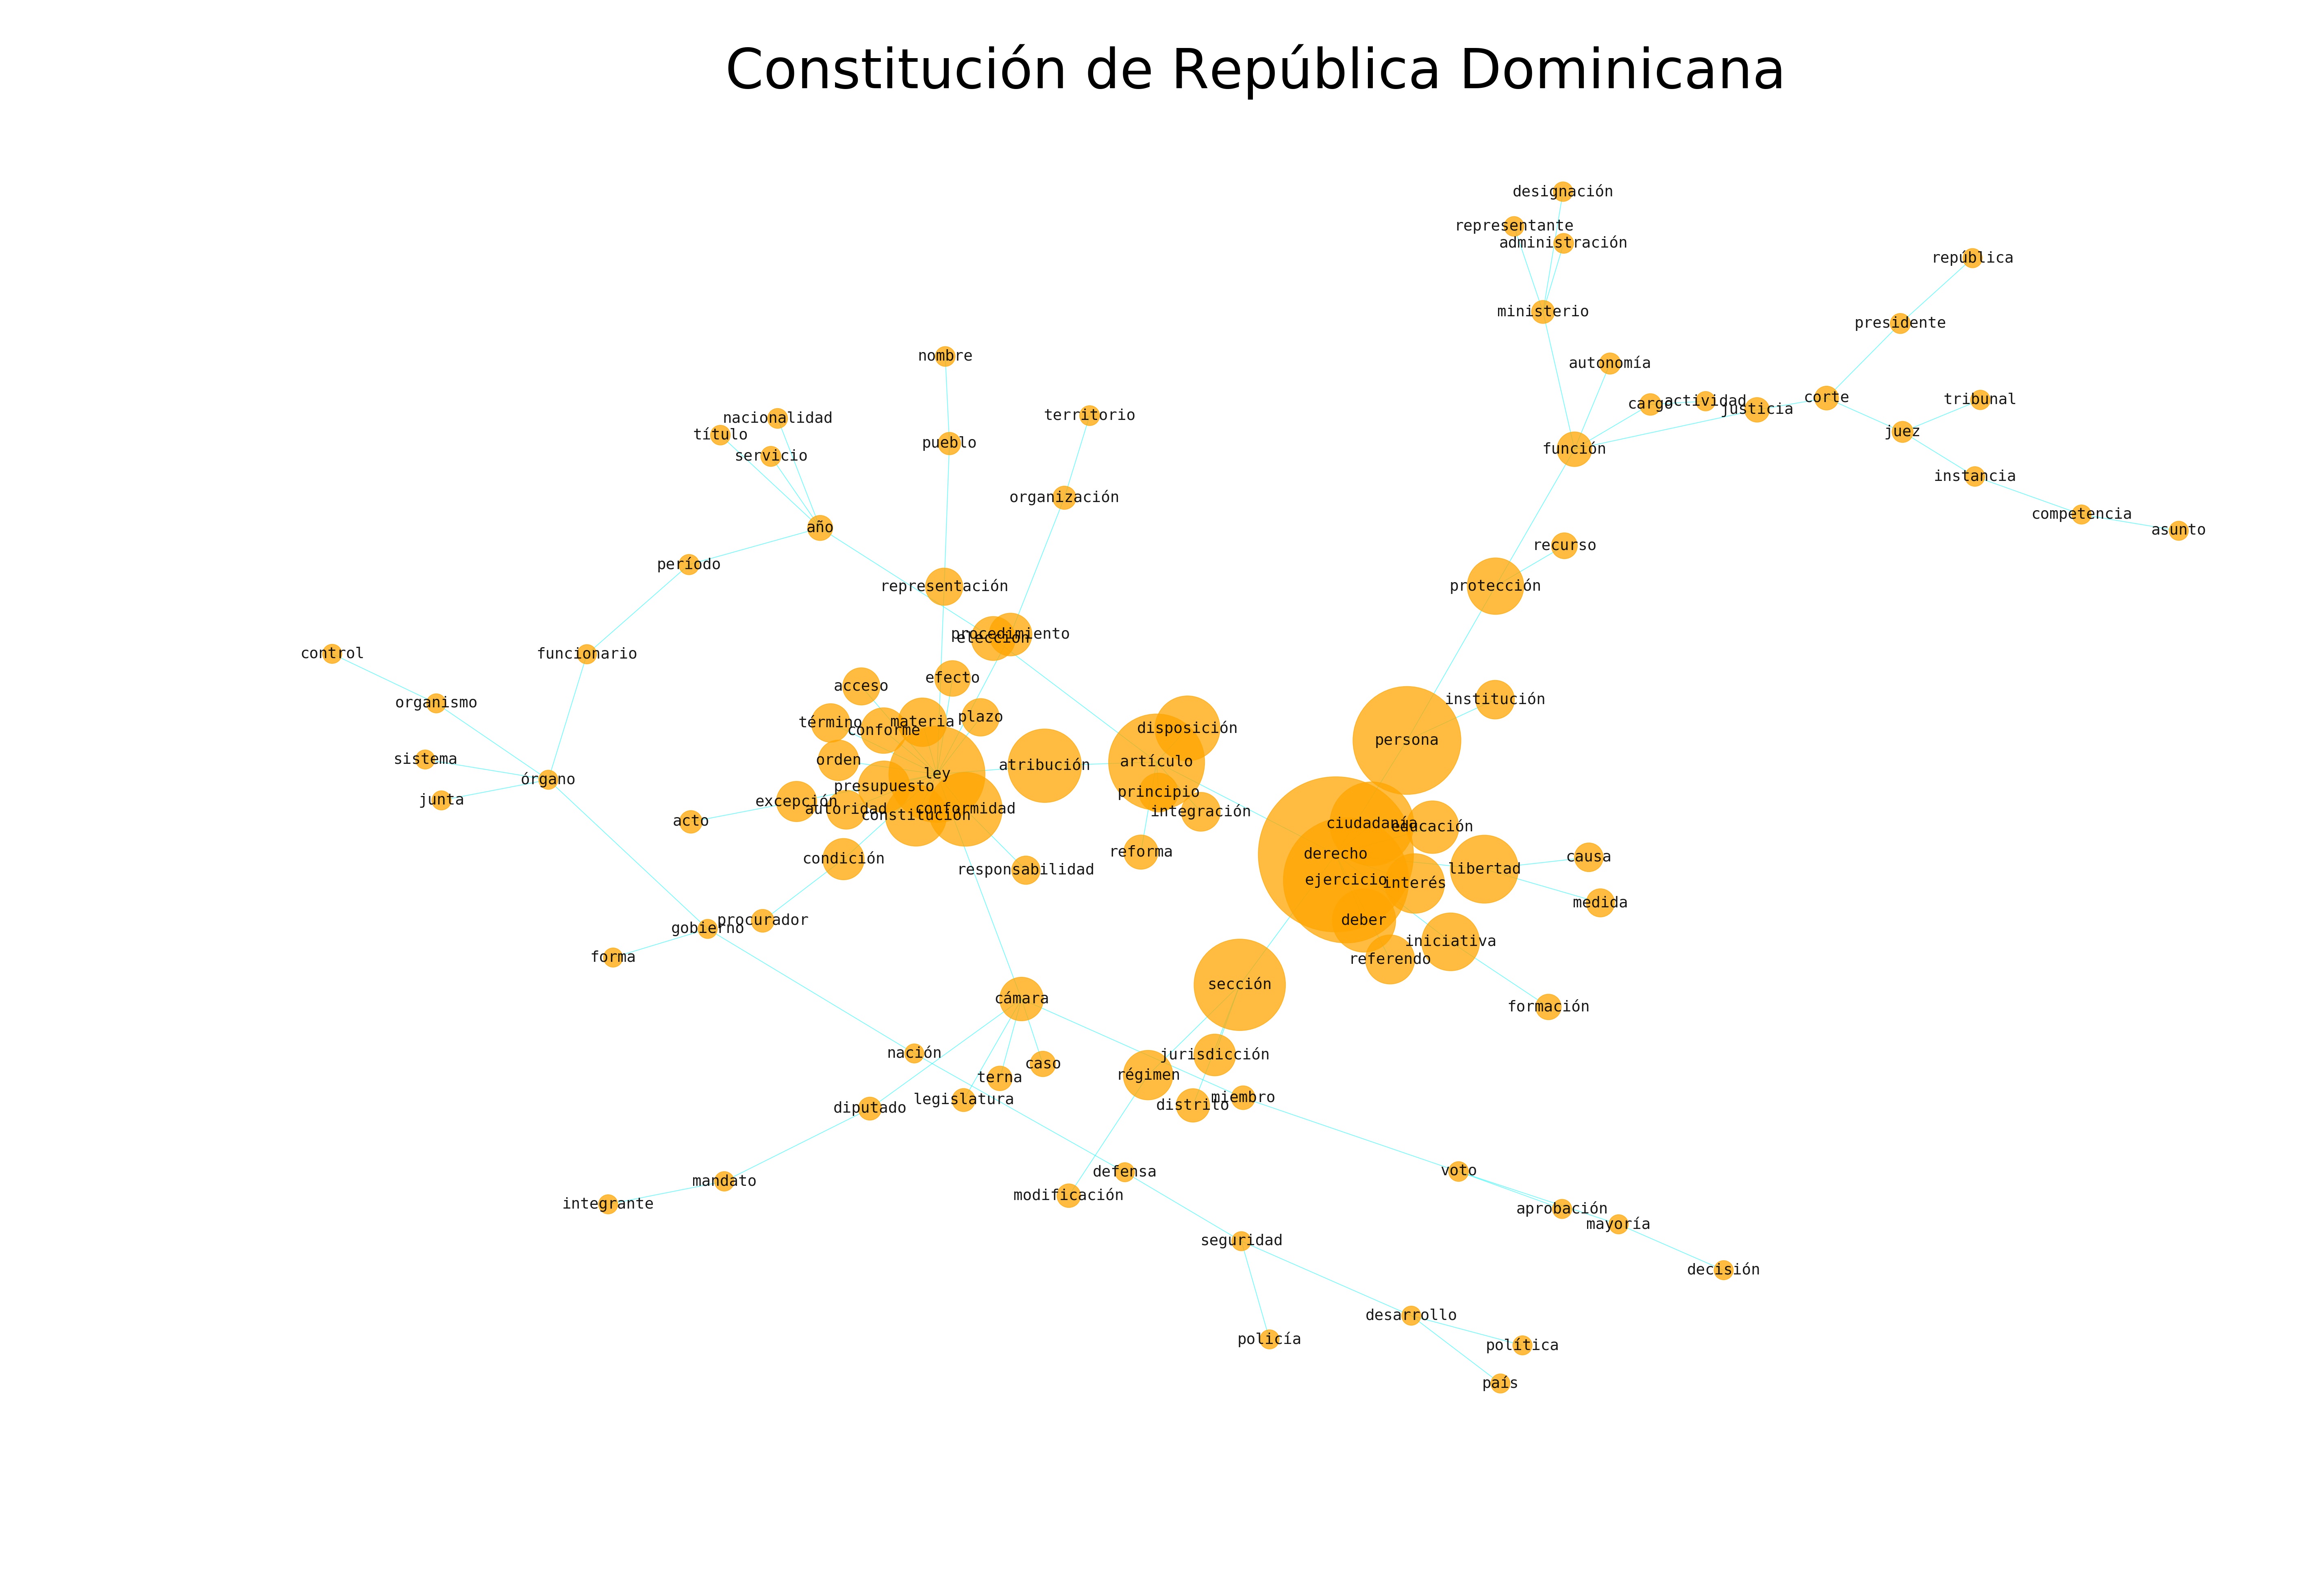 Constitución de República Dominicana
designación
representante
administración
república
ministerio
presidente
nombre
autonomía
corte
tribunal
cargo
actividad
justicia
territorio
nacionalidad
título
juez
pueblo
función
servicio
instancia
organización
competencia
año
asunto
recurso
período
representación
protección
procedimiento
elección
control
funcionario
efecto
acceso
institución
organismo
plazo
término
materia
conforme
disposición
persona
sistema
orden
órgano
ley
atribución
artículo
presupuesto
principio
junta
excepción
autoridad
conformidad
constitución
integración
acto
ciudadanía
educación
reforma
derecho
condición
causa
responsabilidad
libertad
ejercicio
interés
medida
procurador
deber
gobierno
iniciativa
forma
referendo
sección
cámara
formación
nación
jurisdicción
caso
régimen
terna
legislatura
miembro
distrito
diputado
voto
defensa
mandato
modificación
integrante
aprobación
mayoría
seguridad
decisión
desarrollo
policía
política
país